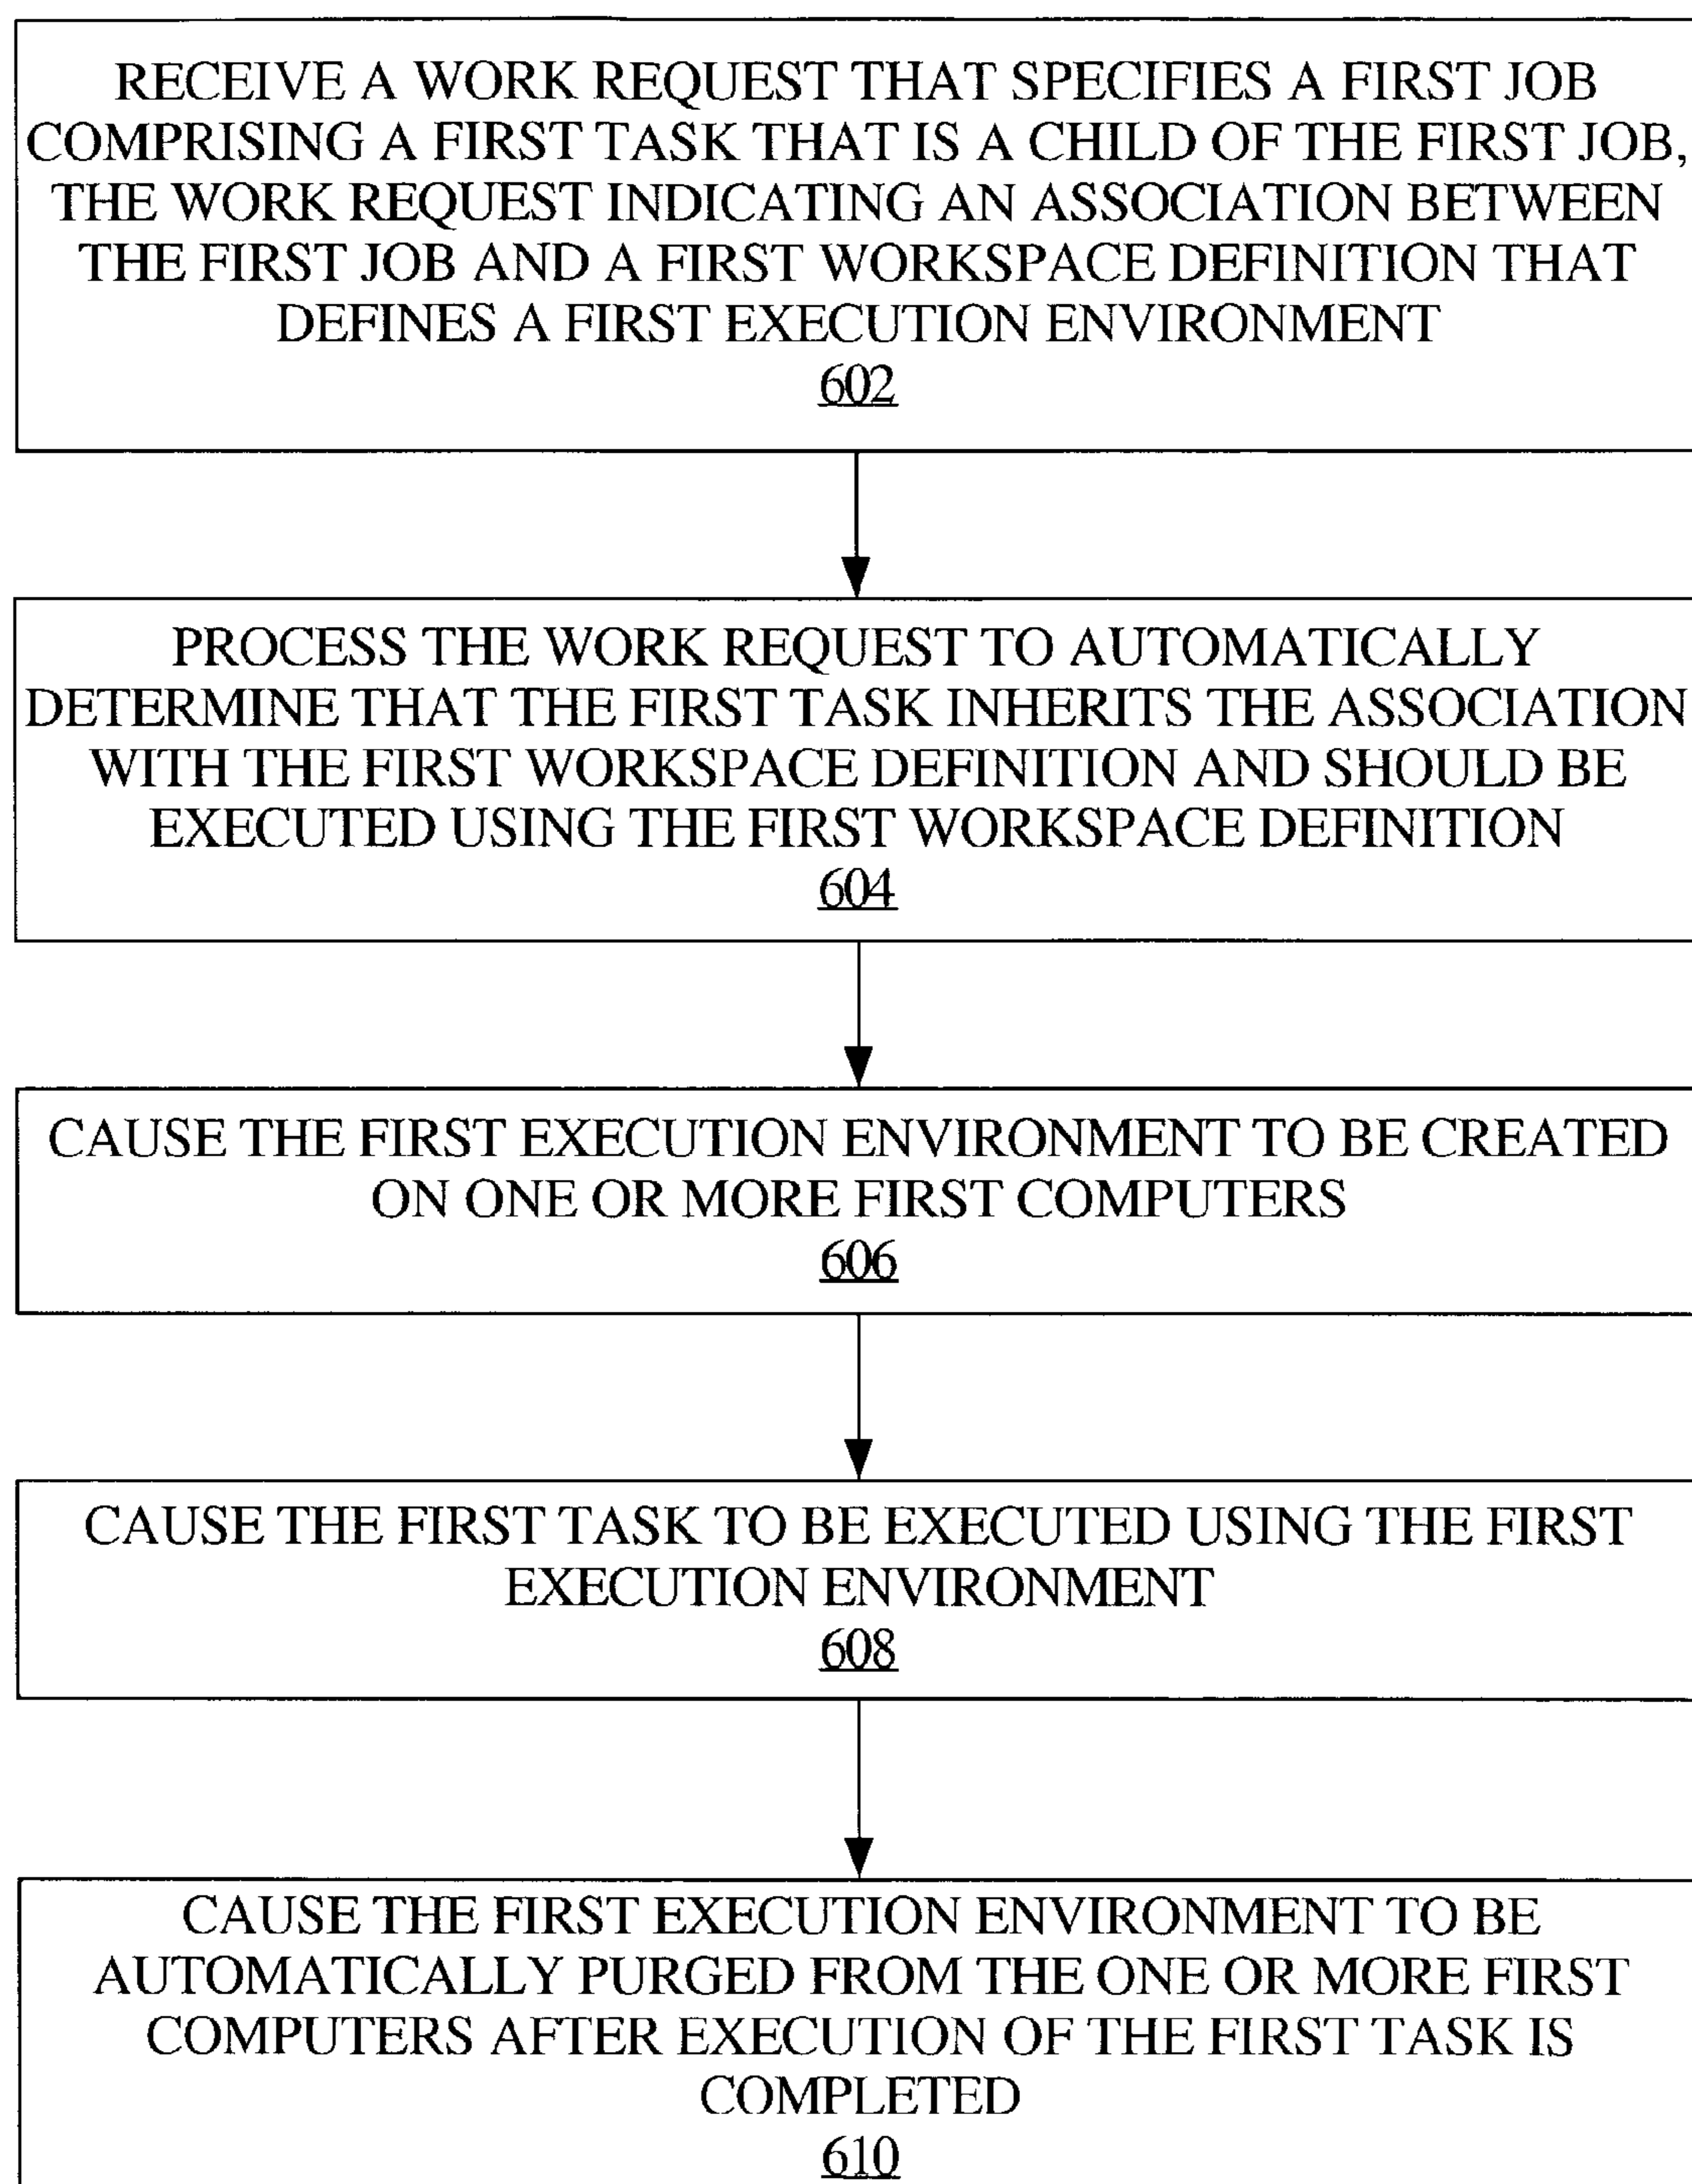 RECEIVE A WORK REQUEST THAT SPECIFIES A FIRST JOB
COMPRISING A FIRST TASK THAT IS A CHILD OF THE FIRST JOB,
THE WORK REQUEST INDICATING AN ASSOCIATION BETWEEN
THE FIRST JOB AND A FIRST WORKSPACE DEFINITION THAT
DEFINES A FIRST EXECUTION ENVIRONMENT
602
PROCESS THE WORK REQUEST TO AUTOMATICALLY
DETERMINE THAT THE FIRST TASK INHERITS THE ASSOCIATION
WITH THE FIRST WORKSPACE DEFINITION AND SHOULD BE
EXECUTED USING THE FIRST WORKSPACE DEFINITION
604
CAUSE THE FIRST EXECUTION ENVIRONMENT TO BE CREATED
ON ONE OR MORE FIRST COMPUTERS
606
CAUSE THE FIRST TASK TO BE EXECUTED USING THE FIRST
EXECUTION ENVIRONMENT
608
CAUSE THE FIRST EXECUTION ENVIRONMENT TO BE
AUTOMATICALLY PURGED FROM THE ONE OR MORE FIRST
COMPUTERS AFTER EXECUTION OF THE FIRST TASK IS
COMPLETED
610